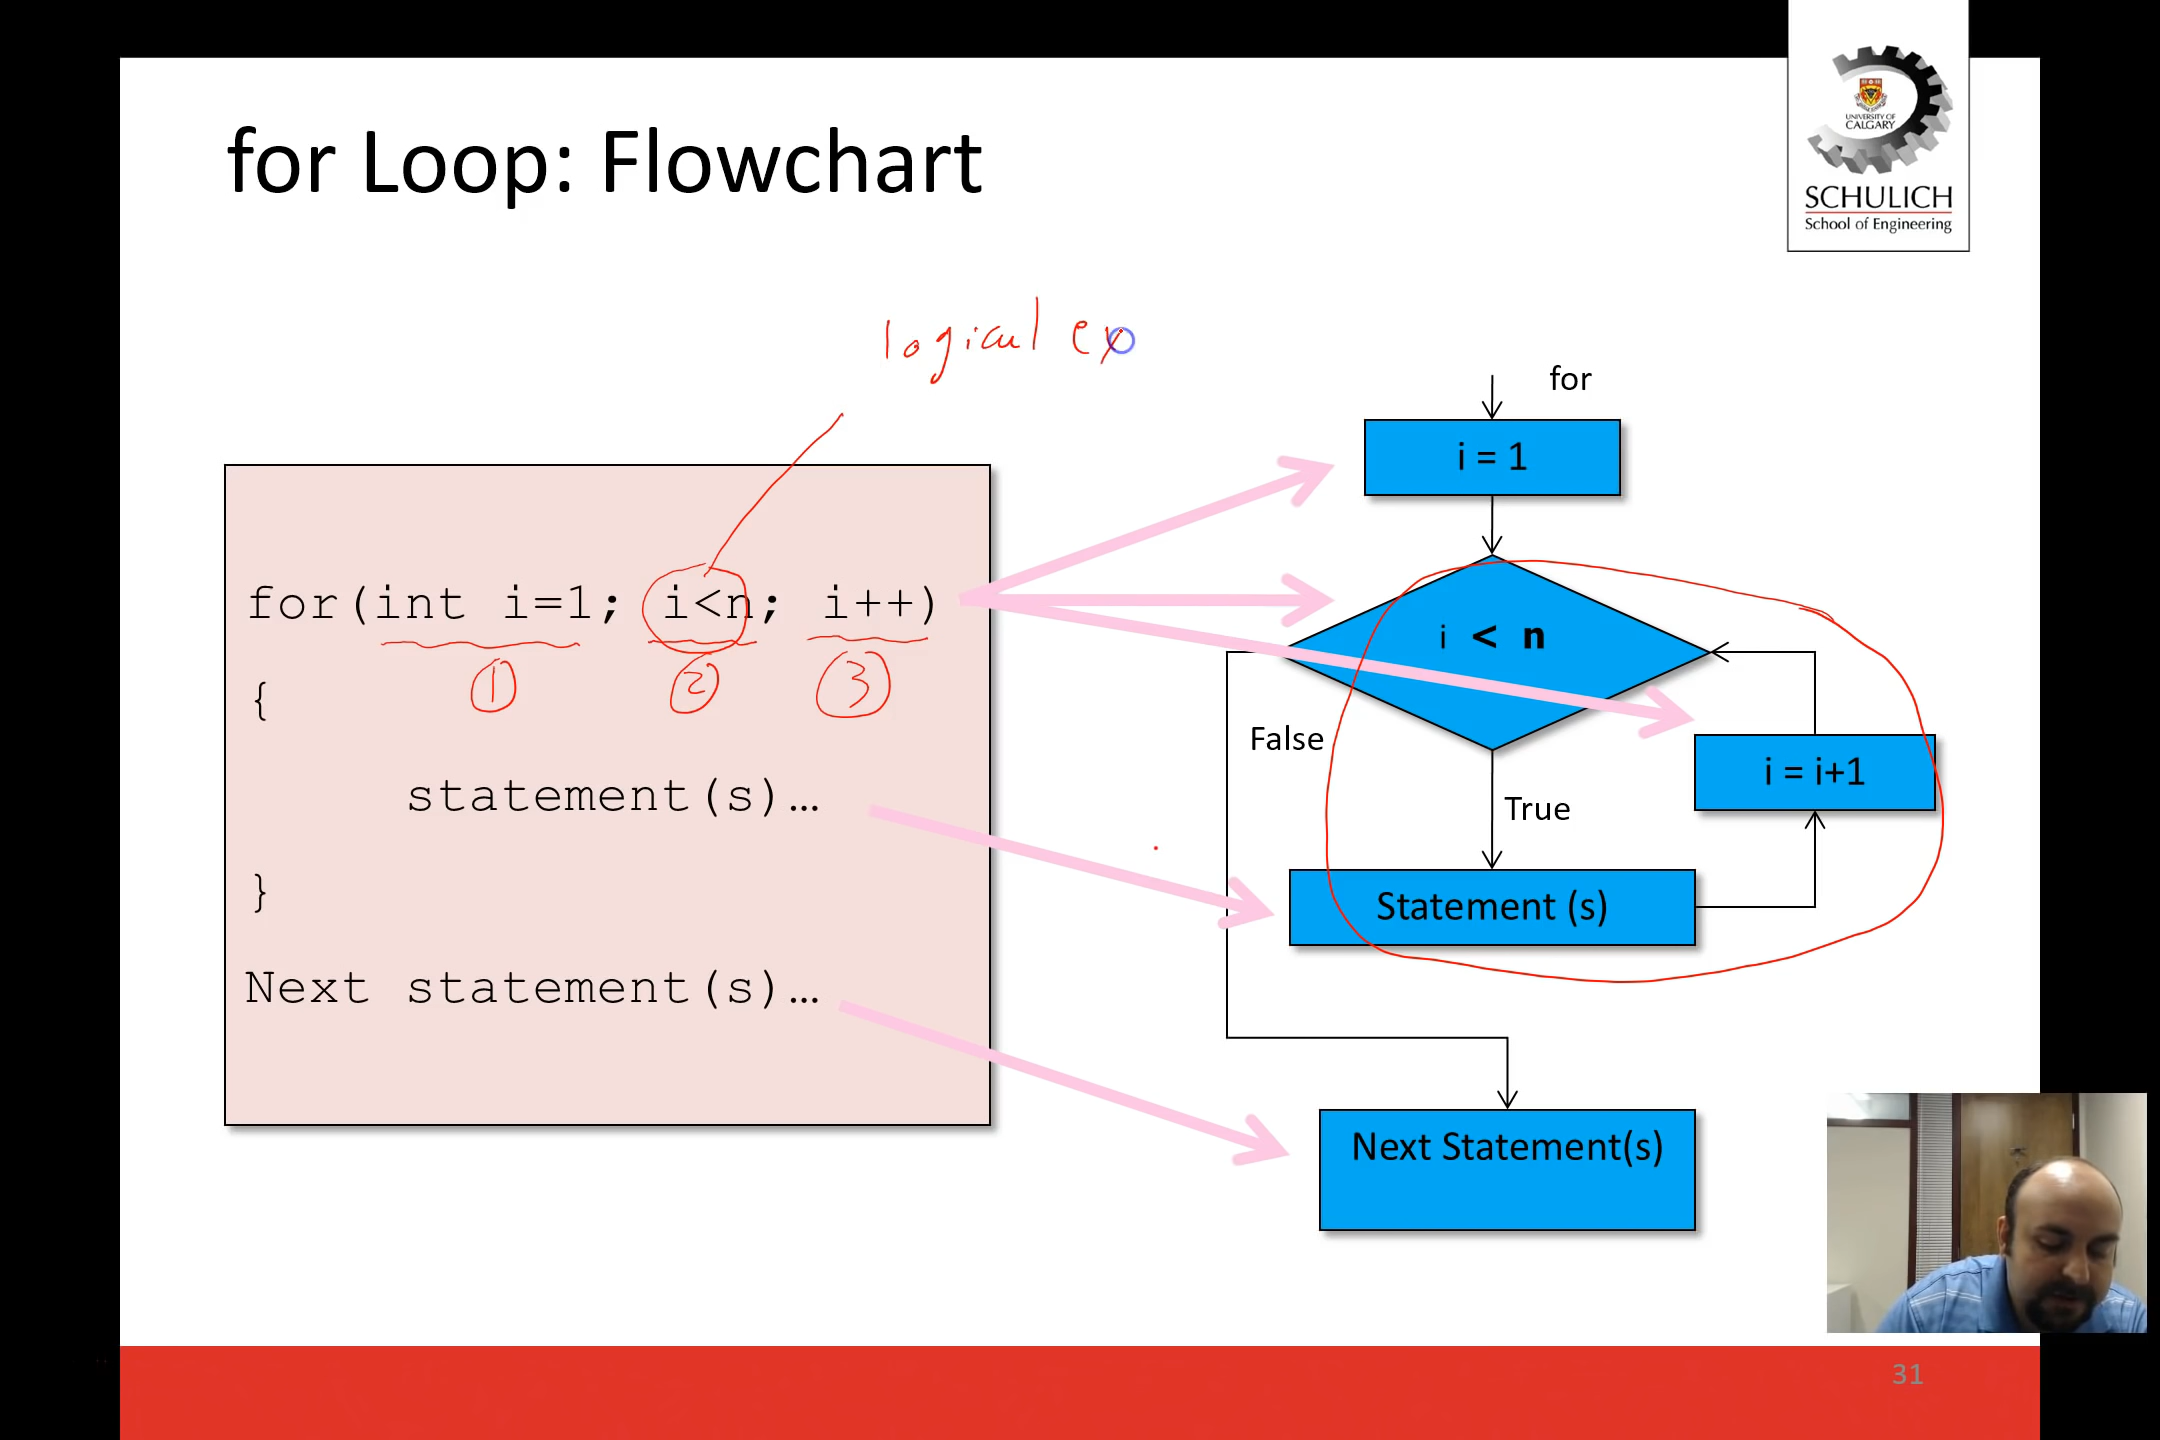 for Loop: Flowchart
UNIVERSITY OF
CALGARY
SCHULICH
School of Engineering
logical ex
for(int i=1; i<n; i++)
1 2 3
{
statement(s)…
}
Next statement(s)…
for
i = 1
i < n
False
True
i = i+1
Statement (s)
Next Statement(s)
31